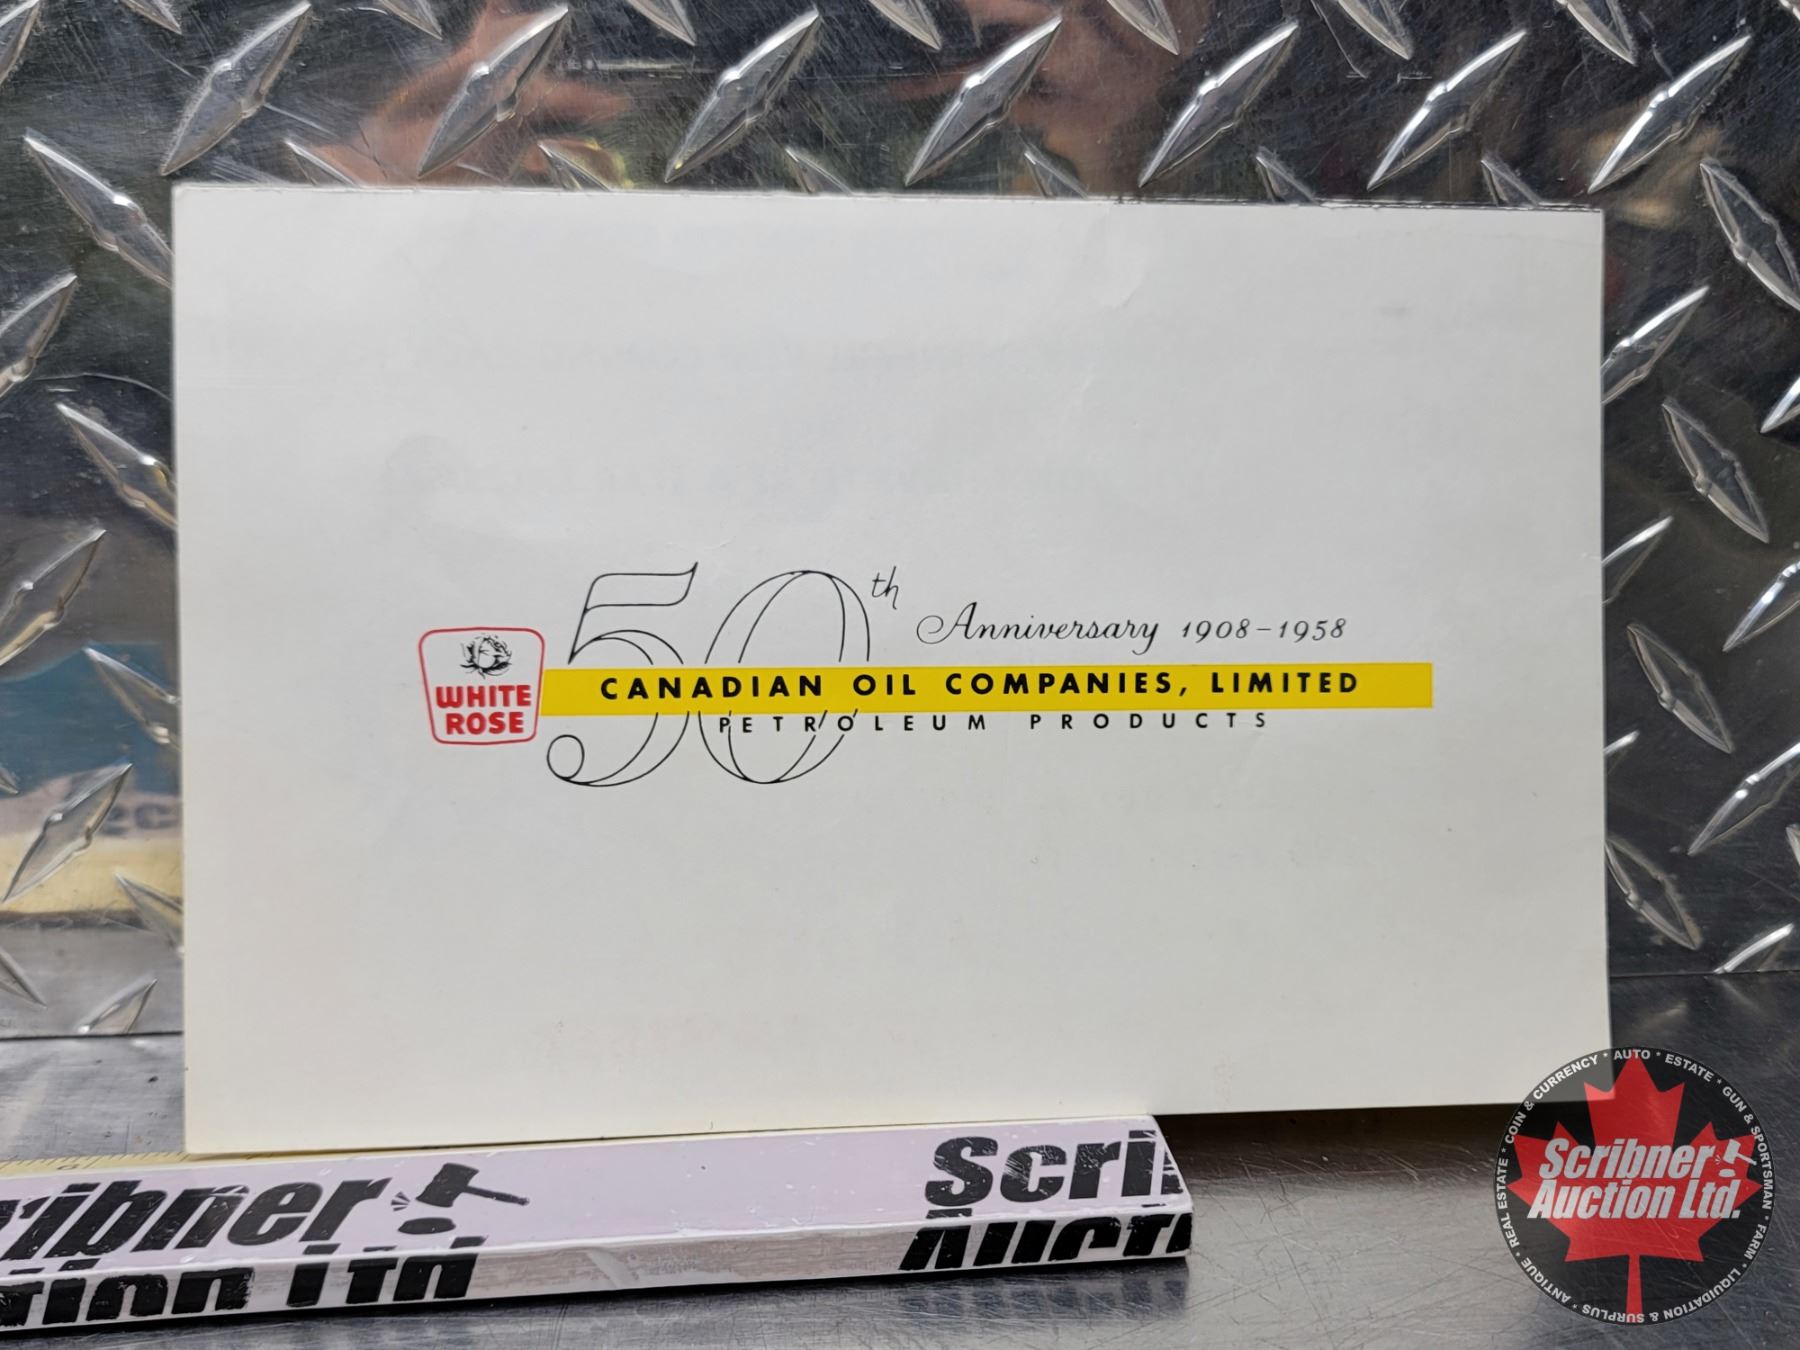 50th Anniversary 1908-1958
WHITE
ROSE
CANADIAN OIL COMPANIES, LIMITED
PETROLEUM PRODUCTS
Scribner
Auction Ltd.
REAL ESTATE * COIN & CURRENCY * AUTO * ESTATE * GUN & SPORTSMAN * FARM * LIQUIDATION & SURPLUS * ANTIQUE *